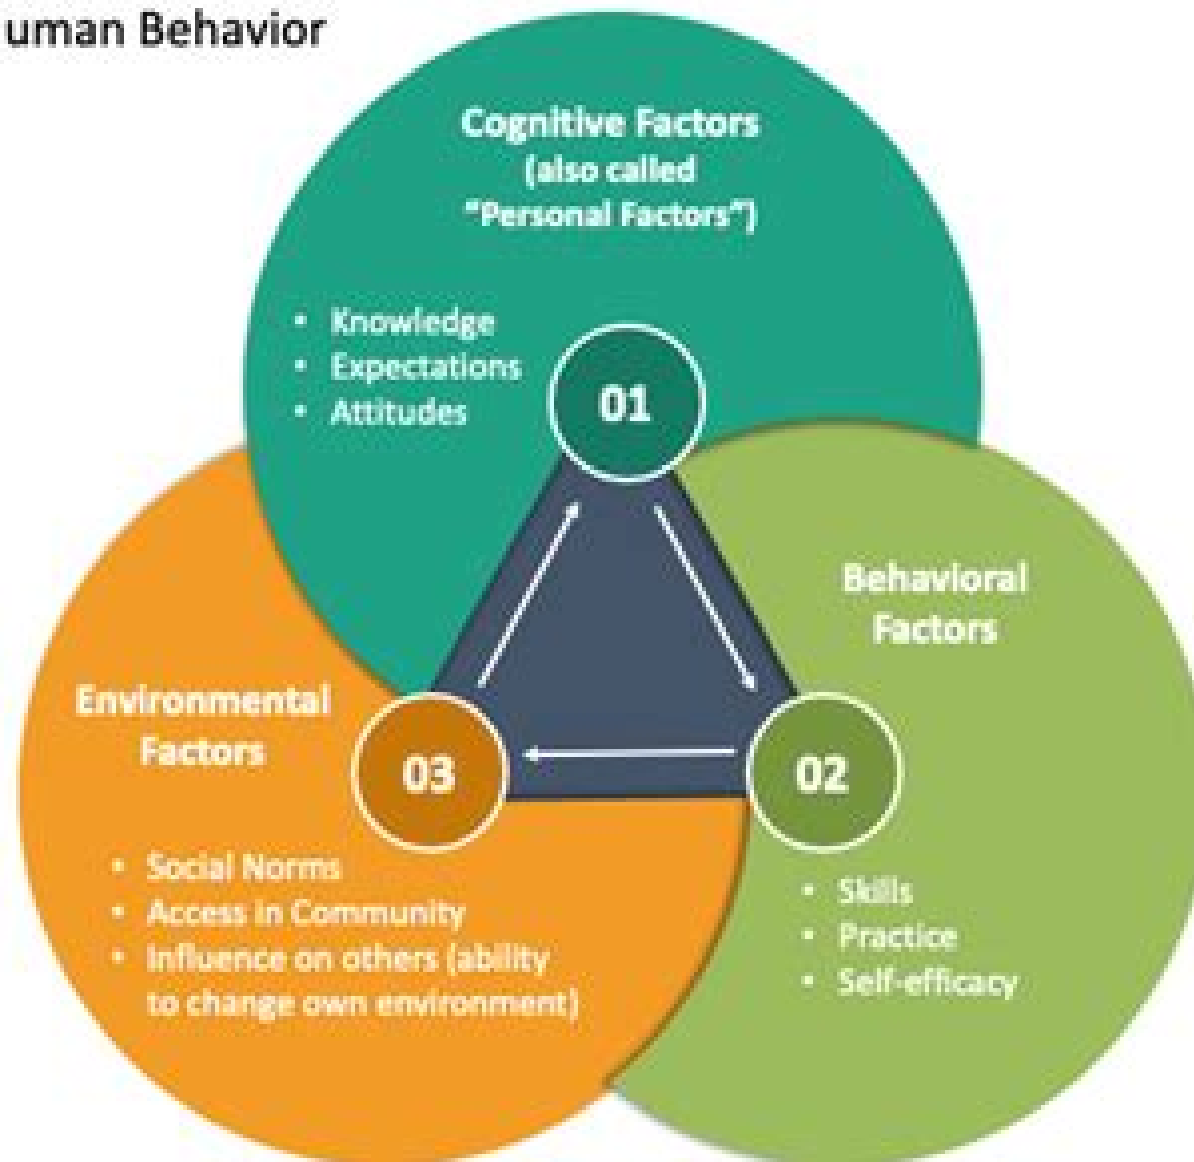 uman Behavior
Cognitive Factors
(also called
“Personal Factors”)
• Knowledge
• Expectations
• Attitudes
01
Behavioral
Factors
02
• Skills
• Practice
• Self-efficacy
Environmental
Factors
03
• Social Norms
• Access in Community
• Influence on others (ability
to change own environment)